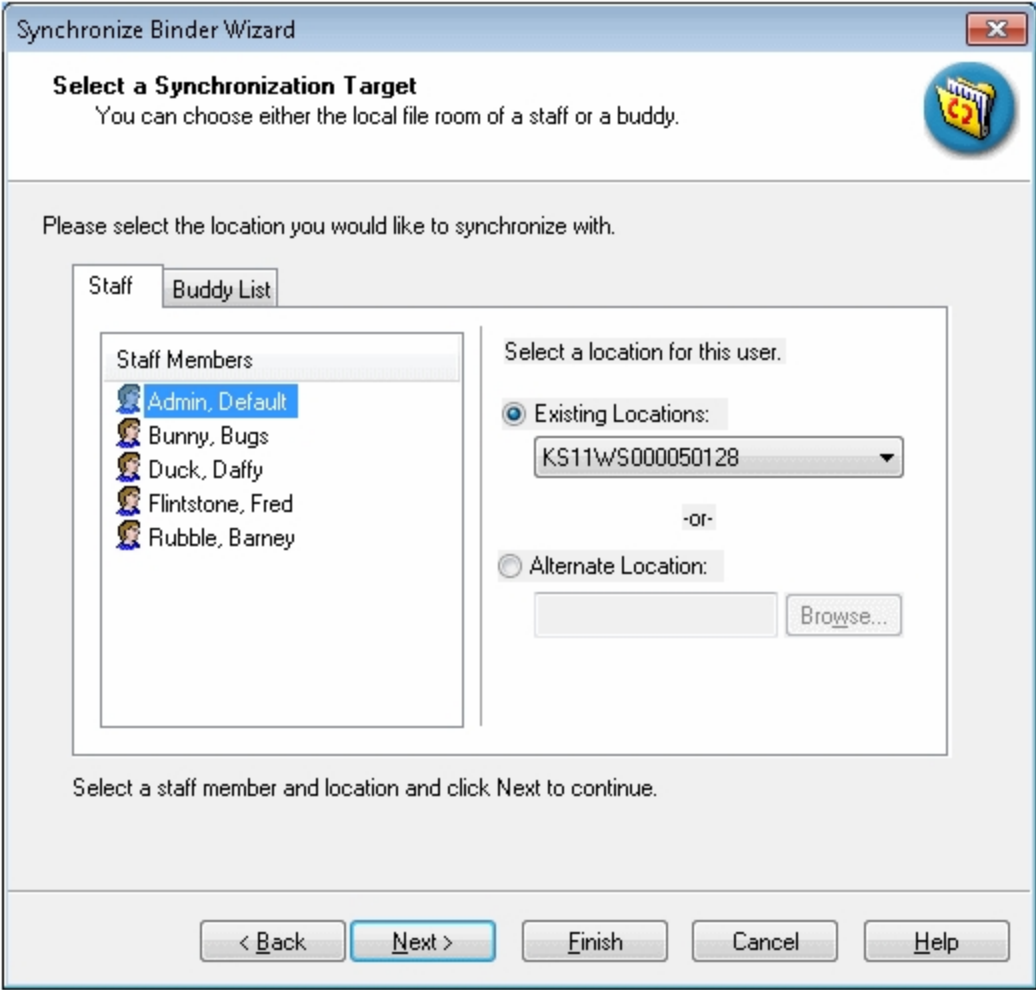 Synchronize Binder Wizard
Select a Synchronization Target
You can choose either the local file room of a staff or a buddy.
Please select the location you would like to synchronize with.
Staff
Buddy List
Staff Members
Admin, Default
Bunny, Bugs
Duck, Daffy
Flintstone, Fred
Rubble, Barney
Select a location for this user.
Existing Locations:
KS11WS000050128
-or-
Alternate Location:
Browse...
Select a staff member and location and click Next to continue.
< Back
Next >
Finish
Cancel
Help